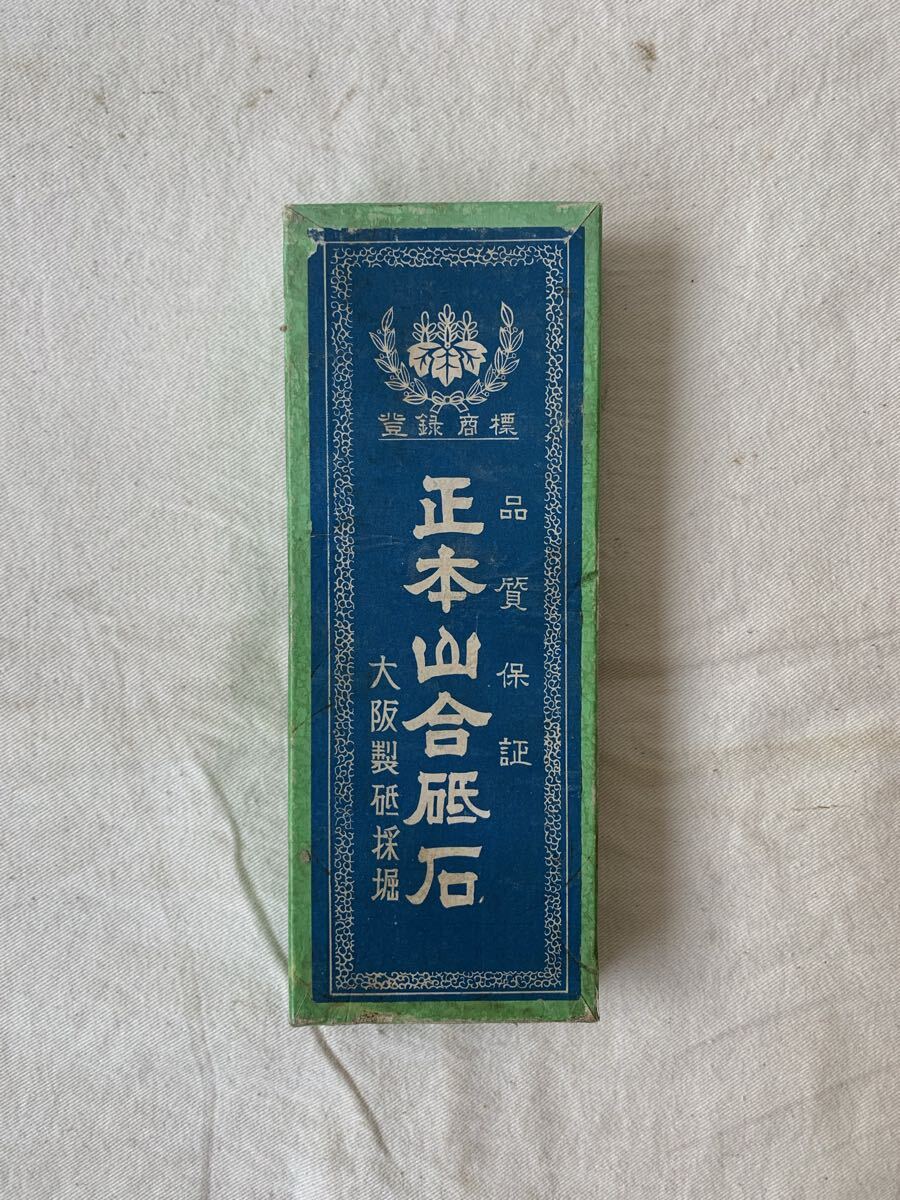 登録商標
品質保証
正本山合砥石
大阪製砥採堀